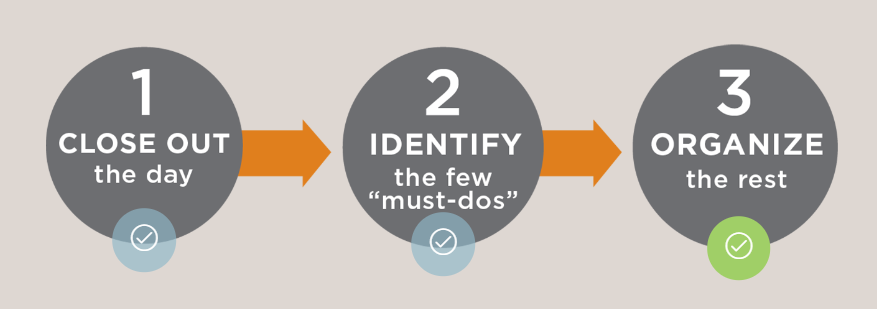 1
CLOSE OUT
the day
2
IDENTIFY
the few
“must-dos”
3
ORGANIZE
the rest